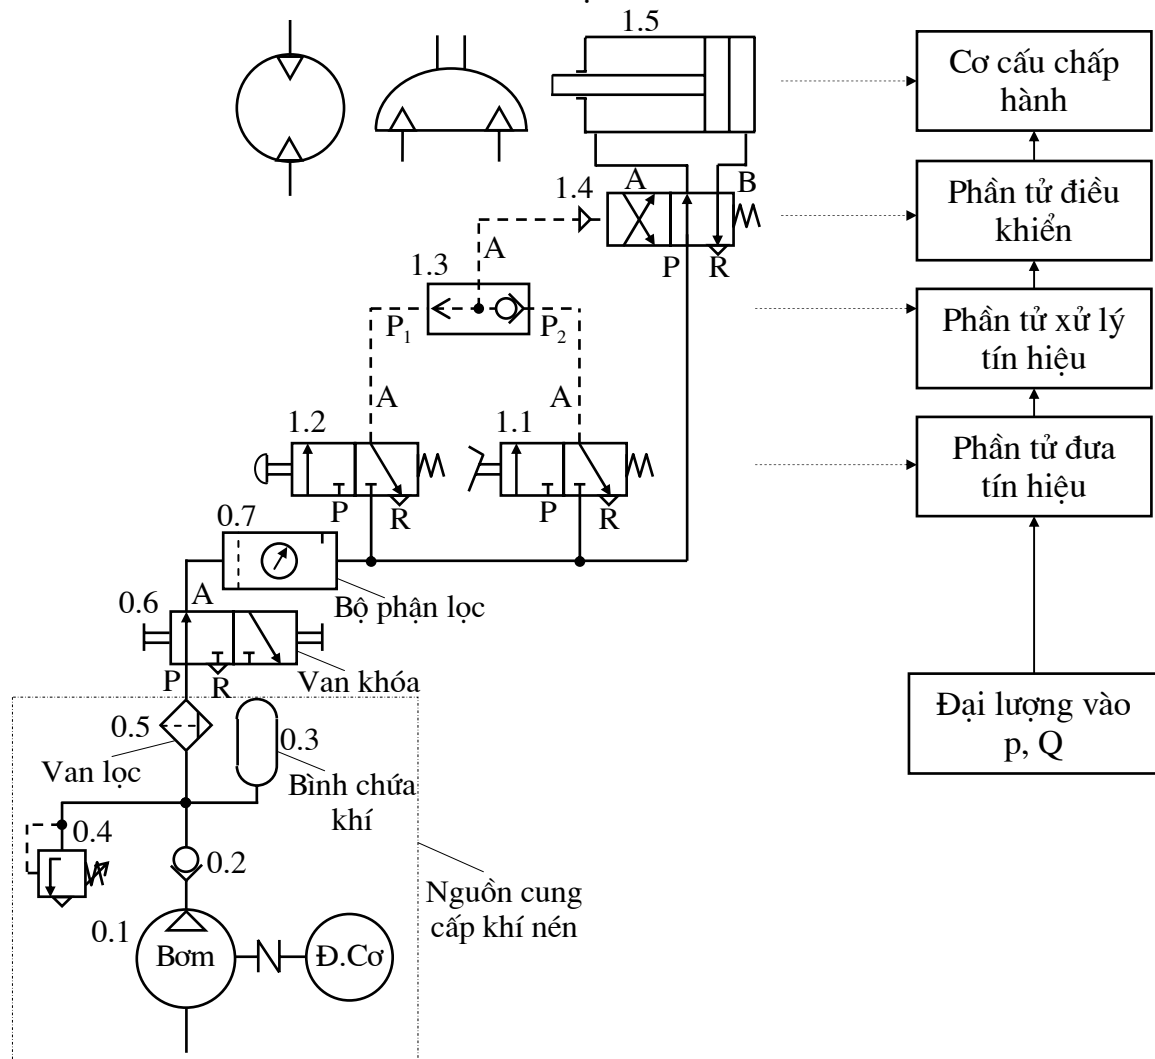 1.5
Cơ cấu chấp
hành
1.4
A
B
Phần tử điều
khiển
A
P
R
1.3
P1
P2
Phần tử xử lý
tín hiệu
A
A
1.2
1.1
Phần tử đưa
tín hiệu
P
R
P
R
0.7
Bộ phận lọc
0.6
A
Van khóa
P
R
Đại lượng vào
p, Q
0.5
0.3
Van lọc
Bình chứa
khí
0.4
0.2
Nguồn cung
cấp khí nén
0.1
Bơm
Đ.Cơ